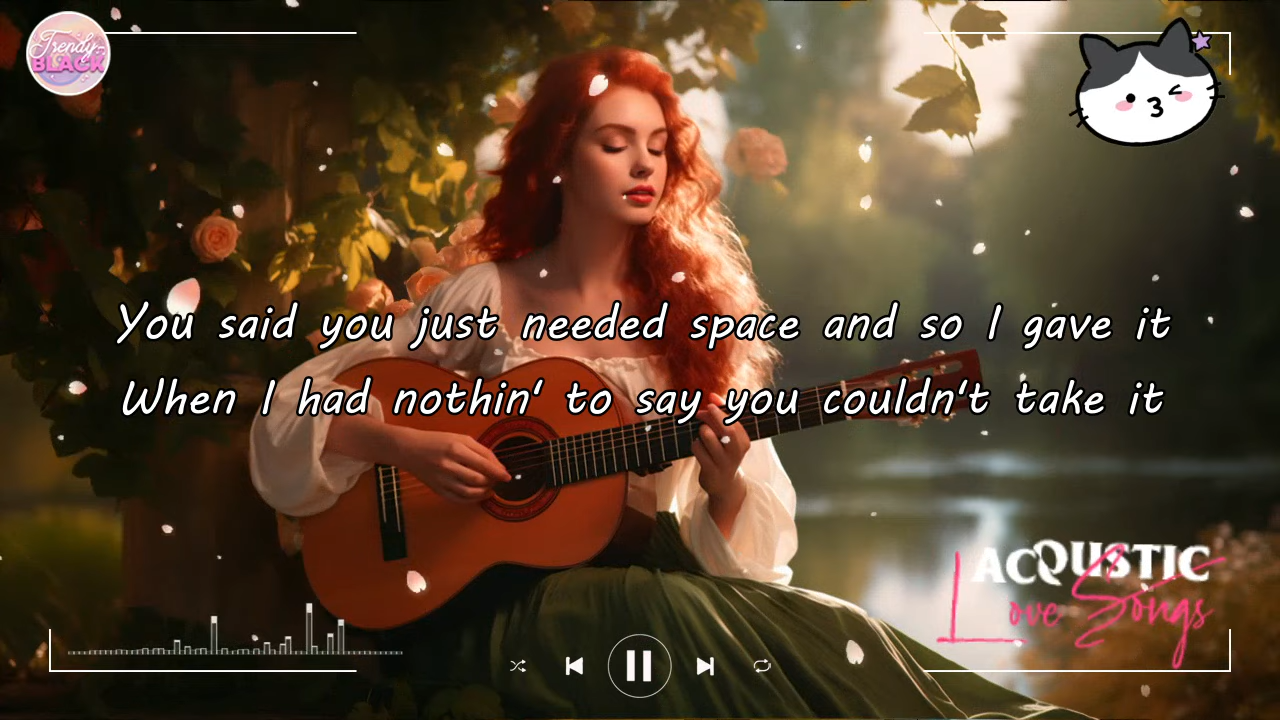 Trendy
BLACK
You said you just needed space and so I gave it
When I had nothin' to say you couldn't take it
ACOUSTIC
Love Songs